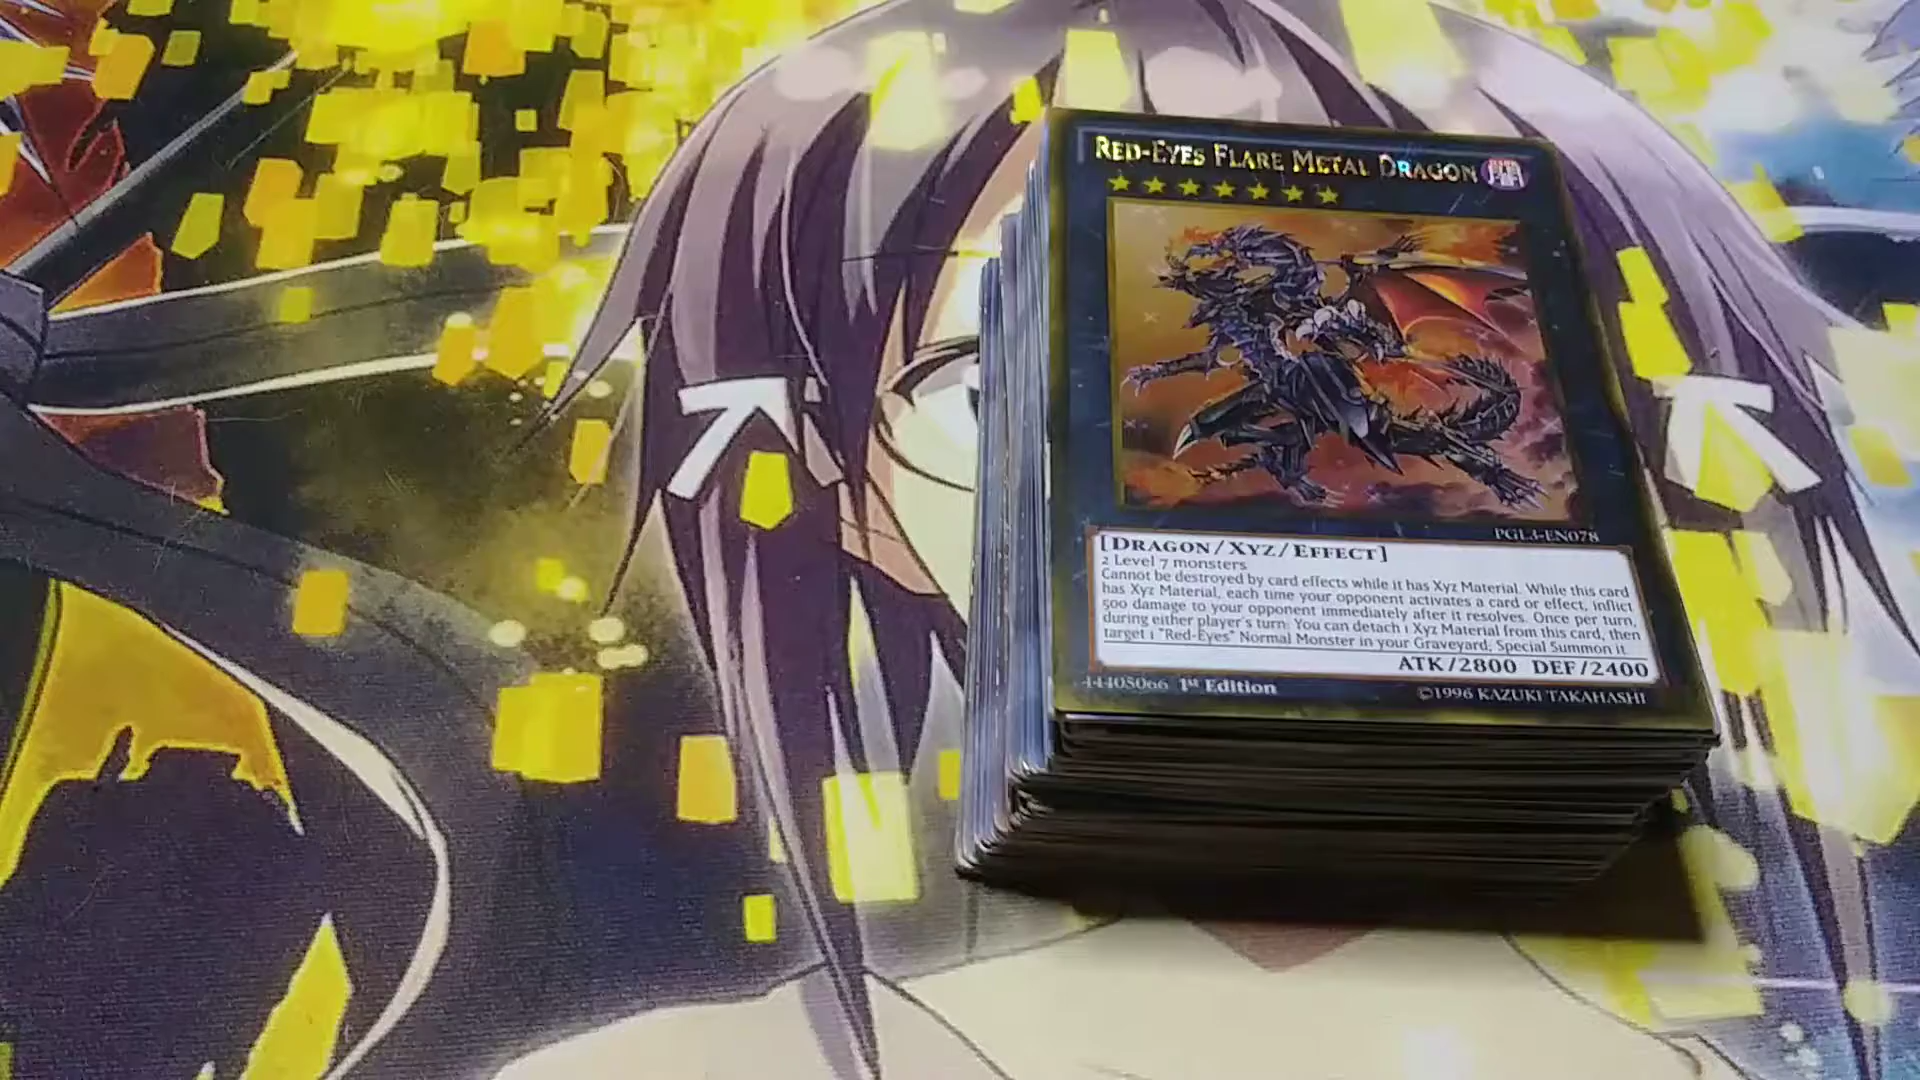 RED-EYES FLARE METAL DRAGON
PGL3-EN078
[DRAGON/XYZ/EFFECT]
2 Level 7 monsters
Cannot be destroyed by card effects while it has Xyz Material. While this card
has Xyz Material, each time your opponent activates a card or effect, inflict
500 damage to your opponent immediately after it resolves. Once per turn,
during either player's turn: You can detach 1 Xyz Material from this card, then
target 1 "Red-Eyes" Normal Monster in your Graveyard; Special Summon it.
ATK/2800 DEF/2400
44405066 1st Edition
©1996 KAZUKI TAKAHASHI